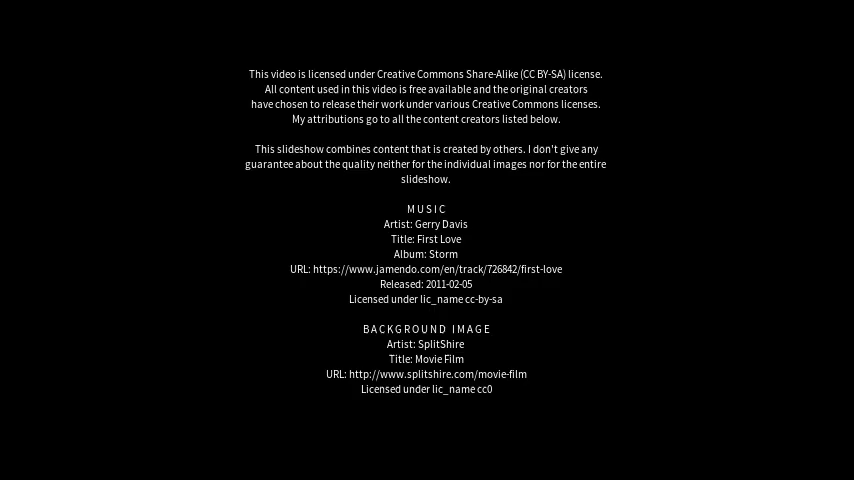 This video is licensed under Creative Commons Share-Alike (CC BY-SA) license.
All content used in this video is free available and the original creators
have chosen to release their work under various Creative Commons licenses.
My attributions go to all the content creators listed below.
This slideshow combines content that is created by others. I don't give any
guarantee about the quality neither for the individual images nor for the entire
slideshow.
MUSIC
Artist: Gerry Davis
Title: First Love
Album: Storm
URL: https://www.jamendo.com/en/track/726842/first-love
Released: 2011-02-05
Licensed under lic_name cc-by-sa
BACKGROUND IMAGE
Artist: SplitShire
Title: Movie Film
URL: http://www.splitshire.com/movie-film
Licensed under lic_name cc0